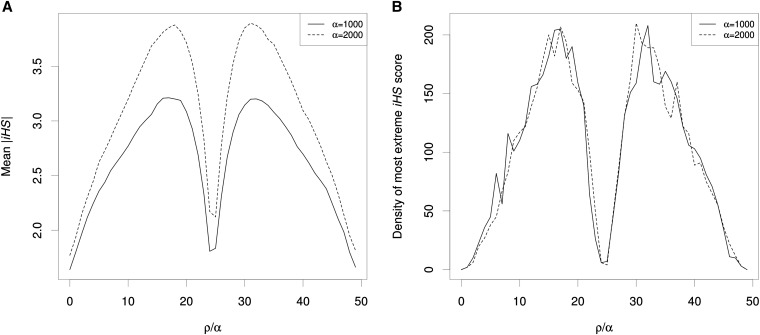 A
α=1000
α=2000
3.5
3.0
2.5
2.0
Mean |iHS|
0 10 20 30 40 50
ρ/α
B
α=1000
α=2000
200
150
100
50
0
Density of most extreme iHS score
0 10 20 30 40 50
ρ/α